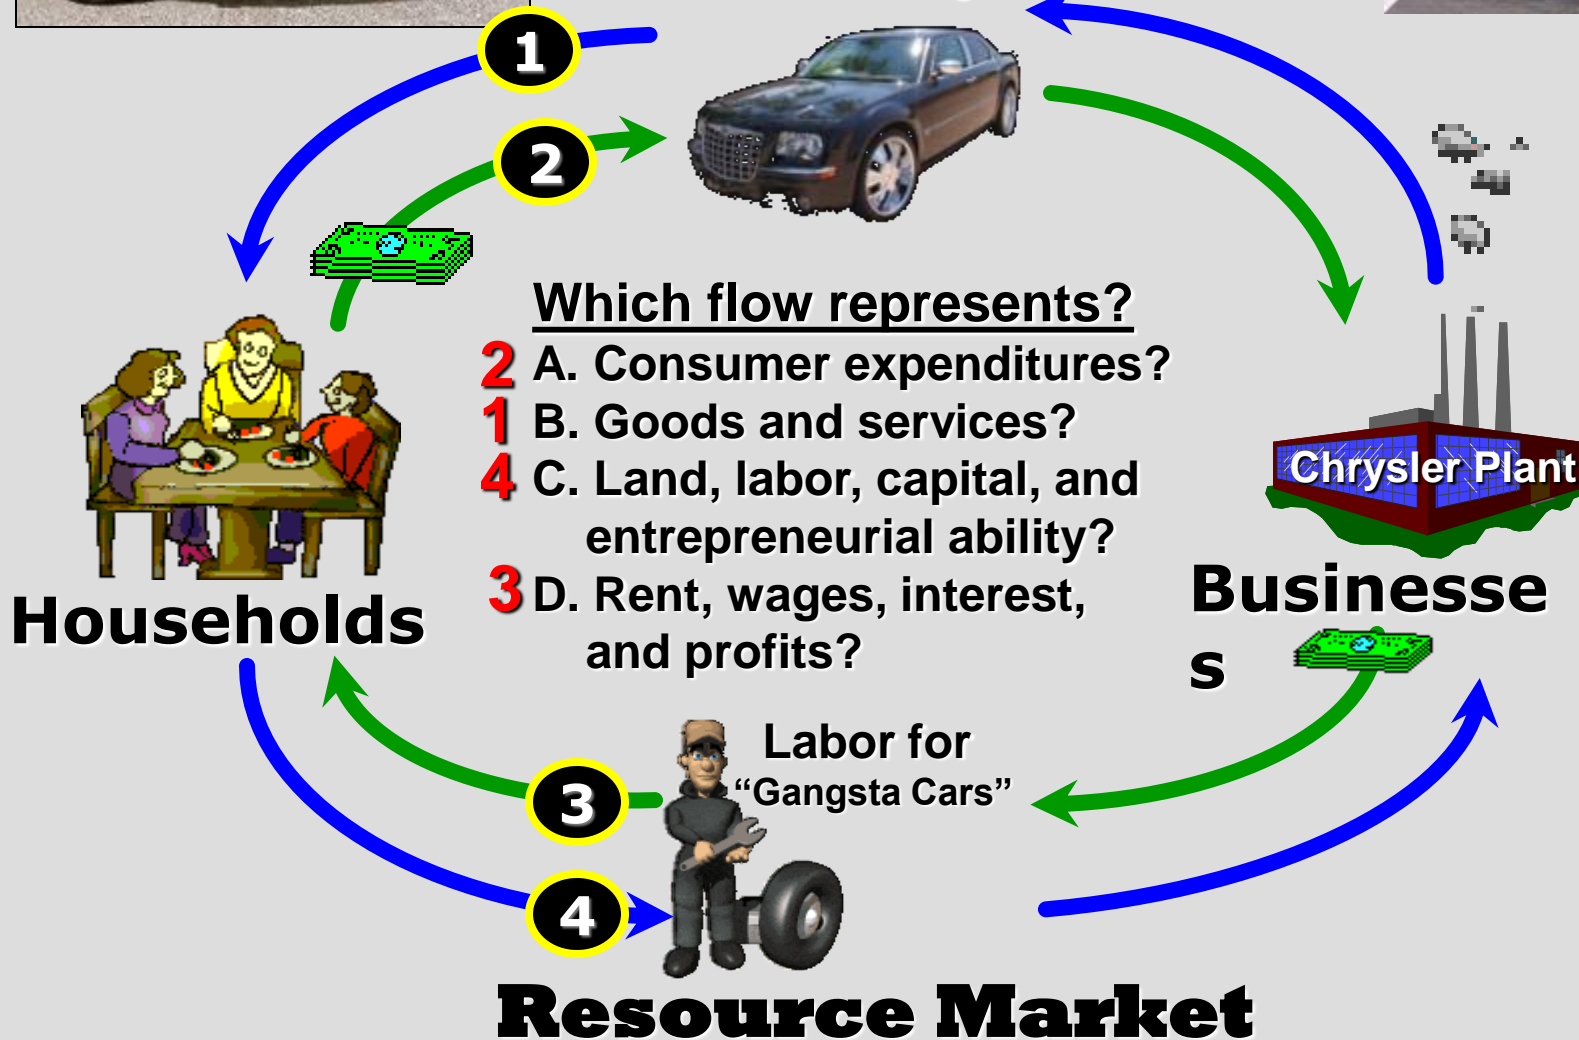 1
2
Which flow represents?
2 A. Consumer expenditures?
1 B. Goods and services?
4 C. Land, labor, capital, and
entrepreneurial ability?
3 D. Rent, wages, interest,
and profits?
Chrysler Plant
Households
Businesse
s
Labor for
“Gangsta Cars”
3
4
Resource Market